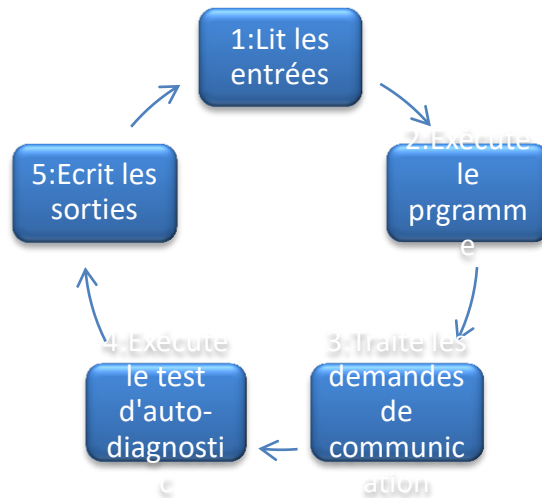 1:Lit les
entrées
2:Exécute
le
prgramm
e
3:Traite les
demandes
de
communic
ation
4:Exécute
le test
d'auto-
diagnosti
c
5:Ecrit les
sorties